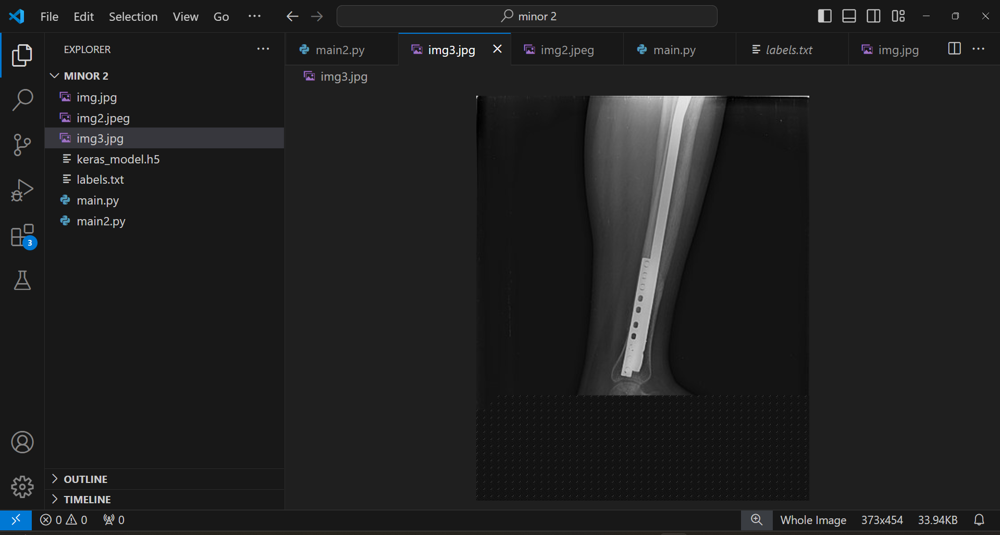 File Edit Selection View Go ··· minor 2
EXPLORER ···
MINOR 2
img.jpg
img2.jpeg
img3.jpg
keras_model.h5
labels.txt
main.py
main2.py
OUTLINE
TIMELINE
3
main2.py img3.jpg img2.jpeg main.py labels.txt img.jpg ···
img3.jpg
0 0 0 Whole Image 373x454 33.94KB